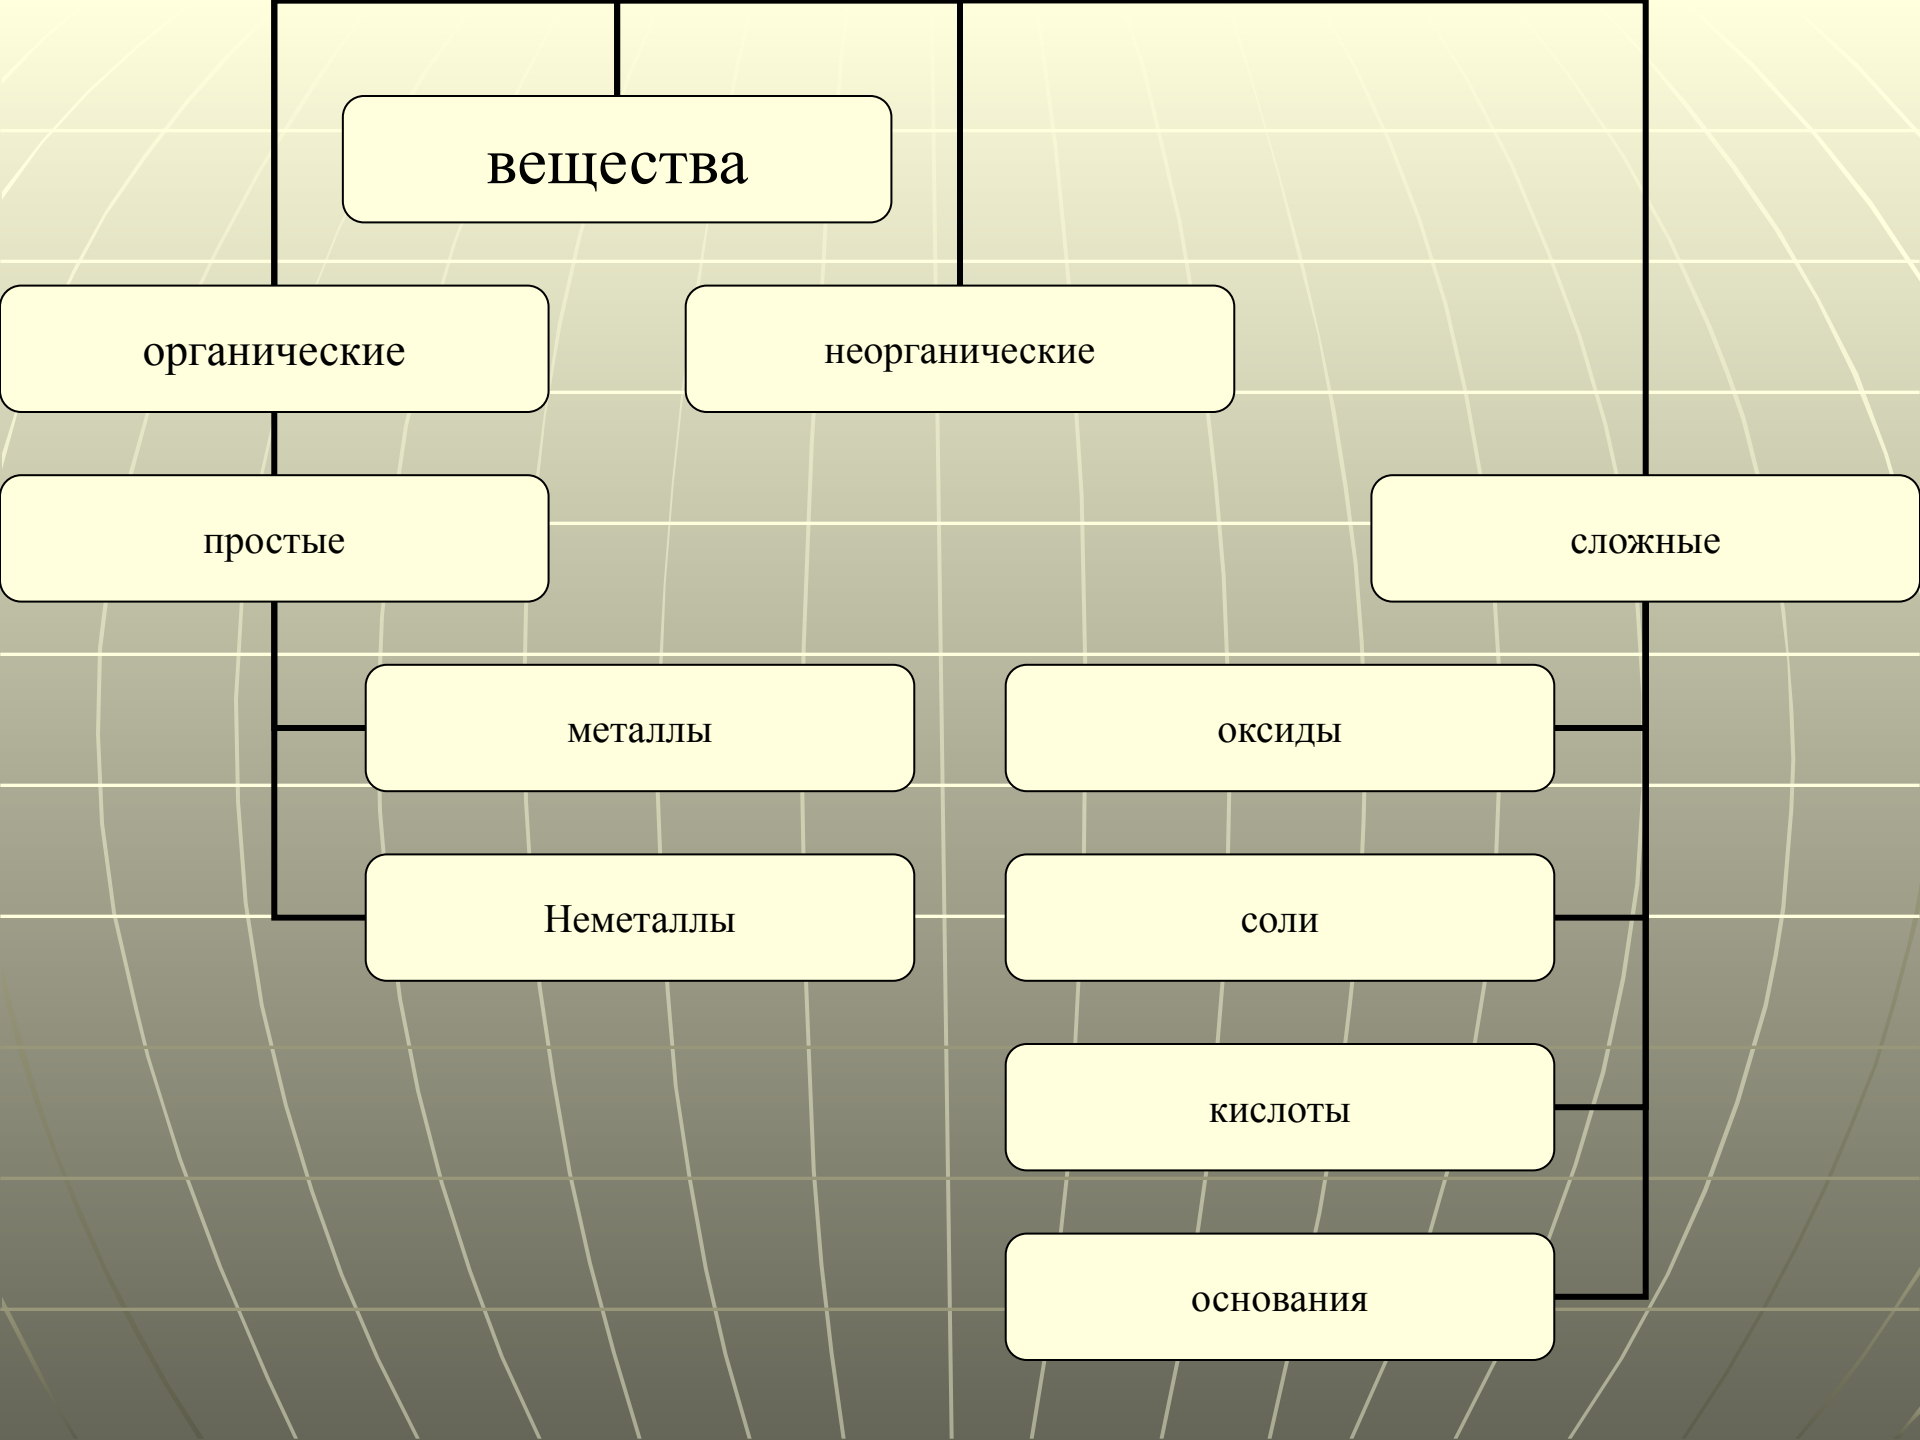 вещества
органические
неорганические
простые
сложные
металлы
оксиды
Неметаллы
соли
кислоты
основания